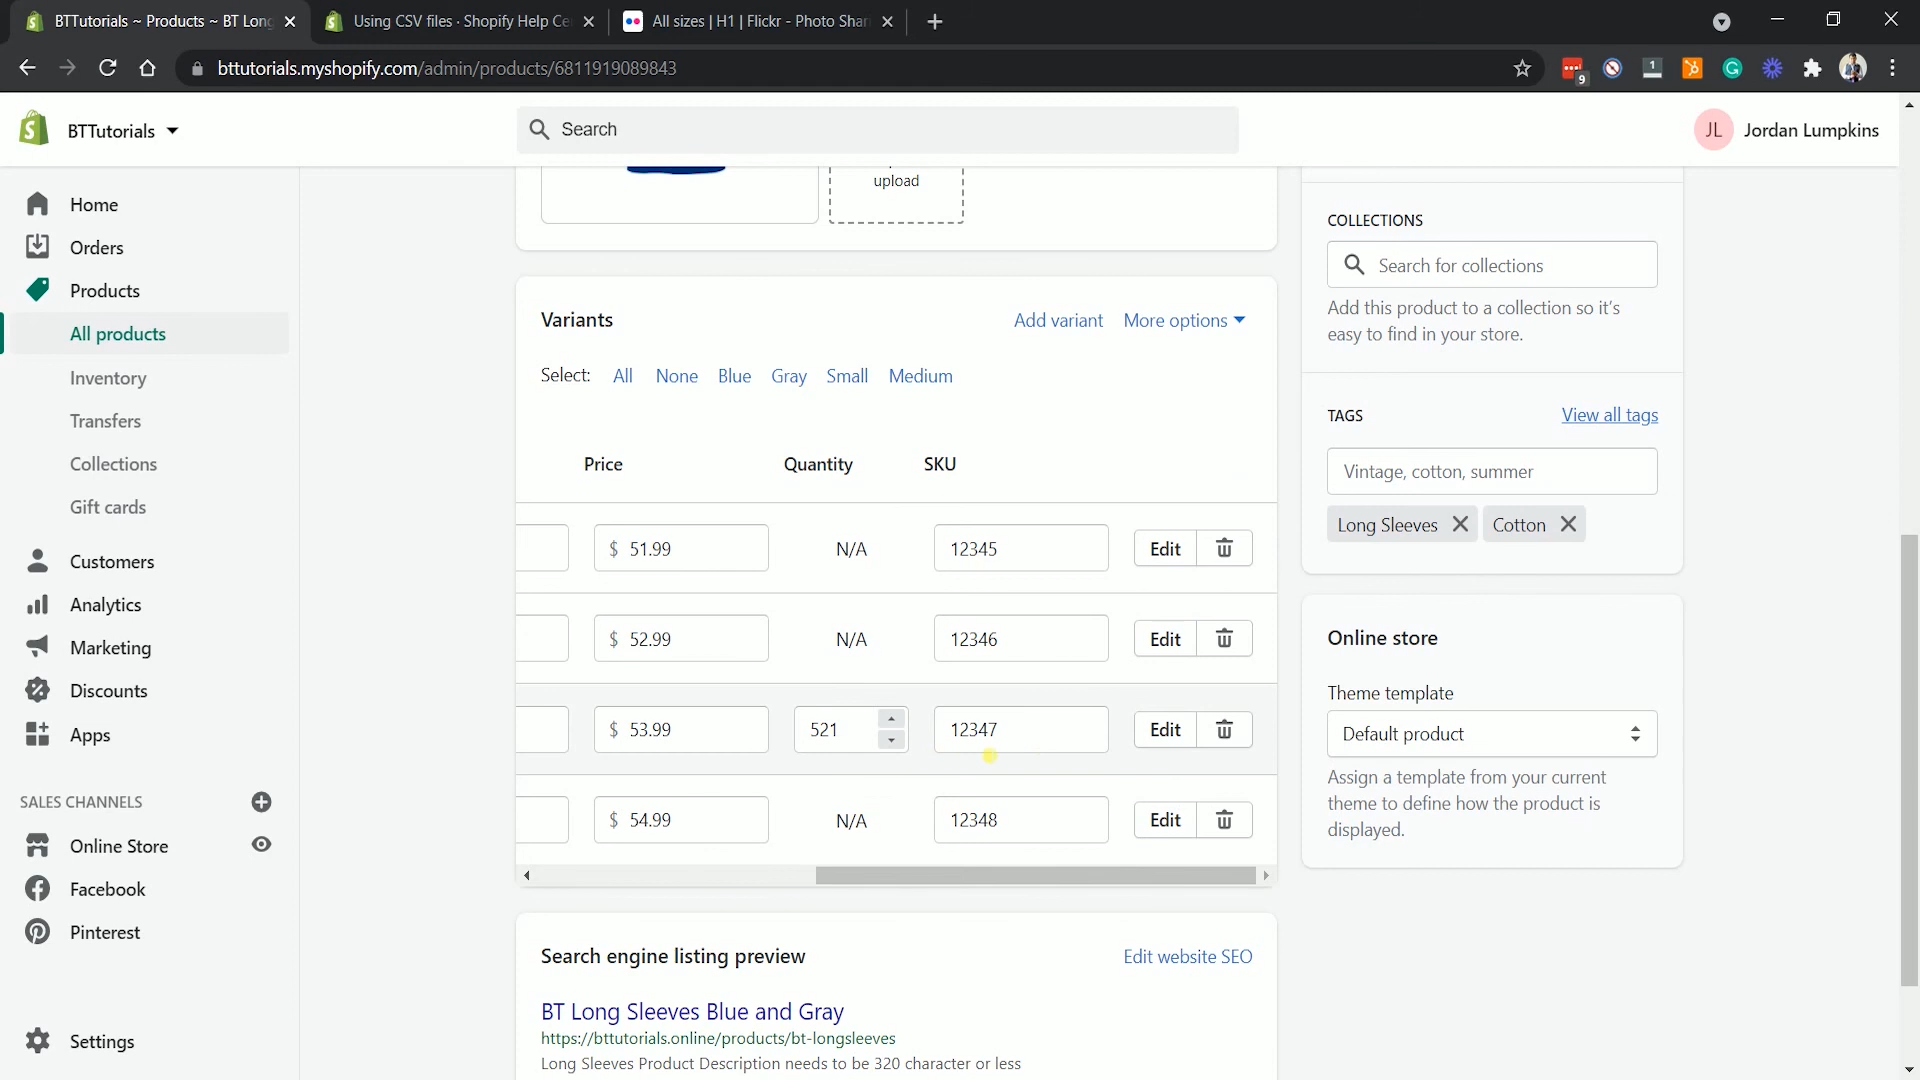 BTTutorials ~ Products ~ BT Long
Using CSV files · Shopify Help Ce
All sizes | H1 | Flickr - Photo Shar
bttutorials.myshopify.com/admin/products/6811919089843
9
1
BTTutorials
Search
JL
Jordan Lumpkins
Home
Orders
Products
All products
Inventory
Transfers
Collections
Gift cards
Customers
Analytics
Marketing
Discounts
Apps
SALES CHANNELS
Online Store
Facebook
Pinterest
Settings
upload
Variants
Add variant
More options
Select: All None Blue Gray Small Medium
Price Quantity SKU
$ 51.99 N/A 12345 Edit
$ 52.99 N/A 12346 Edit
$ 53.99 521 12347 Edit
$ 54.99 N/A 12348 Edit
Search engine listing preview
Edit website SEO
BT Long Sleeves Blue and Gray
https://bttutorials.online/products/bt-longsleeves
Long Sleeves Product Description needs to be 320 character or less
COLLECTIONS
Search for collections
Add this product to a collection so it's
easy to find in your store.
TAGS
View all tags
Vintage, cotton, summer
Long Sleeves
Cotton
Online store
Theme template
Default product
Assign a template from your current
theme to define how the product is
displayed.